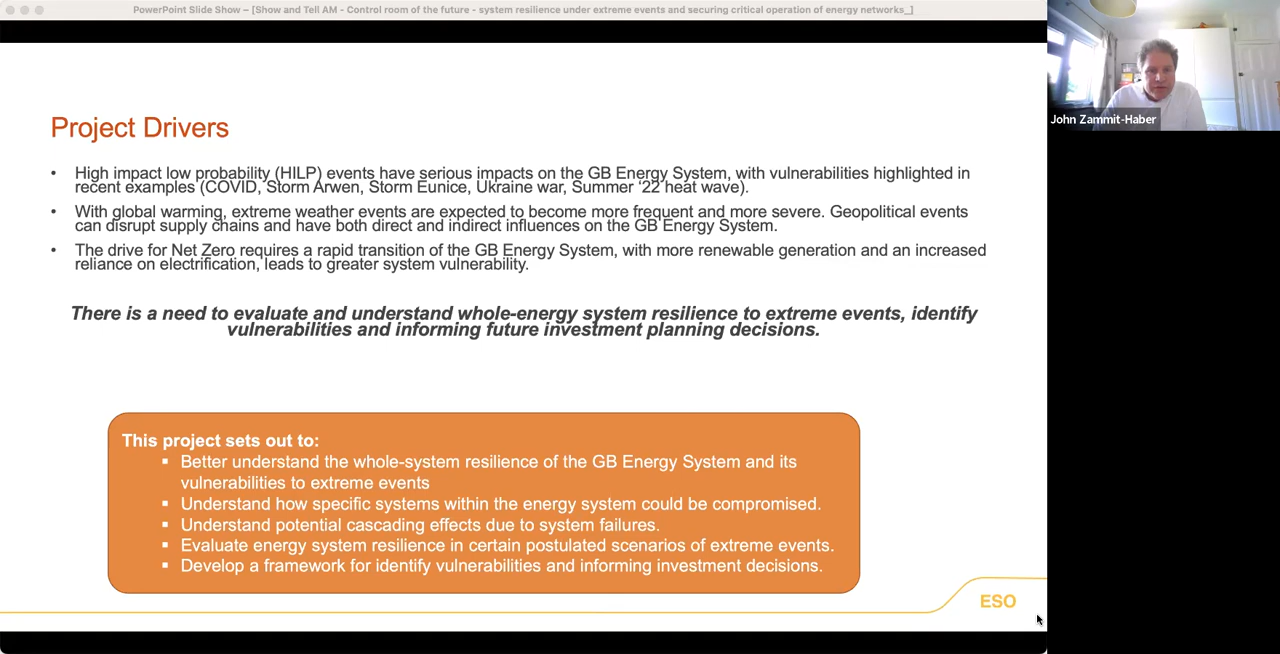 PowerPoint Slide Show – [Show and Tell AM - Control room of the future - system resilience under extreme events and securing critical operation of energy networks_]
John Zammit-Haber
Project Drivers
• High impact low probability (HILP) events have serious impacts on the GB Energy System, with vulnerabilities highlighted in
recent examples (COVID, Storm Arwen, Storm Eunice, Ukraine war, Summer ‘22 heat wave).
• With global warming, extreme weather events are expected to become more frequent and more severe. Geopolitical events
can disrupt supply chains and have both direct and indirect influences on the GB Energy System.
• The drive for Net Zero requires a rapid transition of the GB Energy System, with more renewable generation and an increased
reliance on electrification, leads to greater system vulnerability.
There is a need to evaluate and understand whole-energy system resilience to extreme events, identify
vulnerabilities and informing future investment planning decisions.
This project sets out to:
▪ Better understand the whole-system resilience of the GB Energy System and its
vulnerabilities to extreme events
▪ Understand how specific systems within the energy system could be compromised.
▪ Understand potential cascading effects due to system failures.
▪ Evaluate energy system resilience in certain postulated scenarios of extreme events.
▪ Develop a framework for identify vulnerabilities and informing investment decisions.
ESO